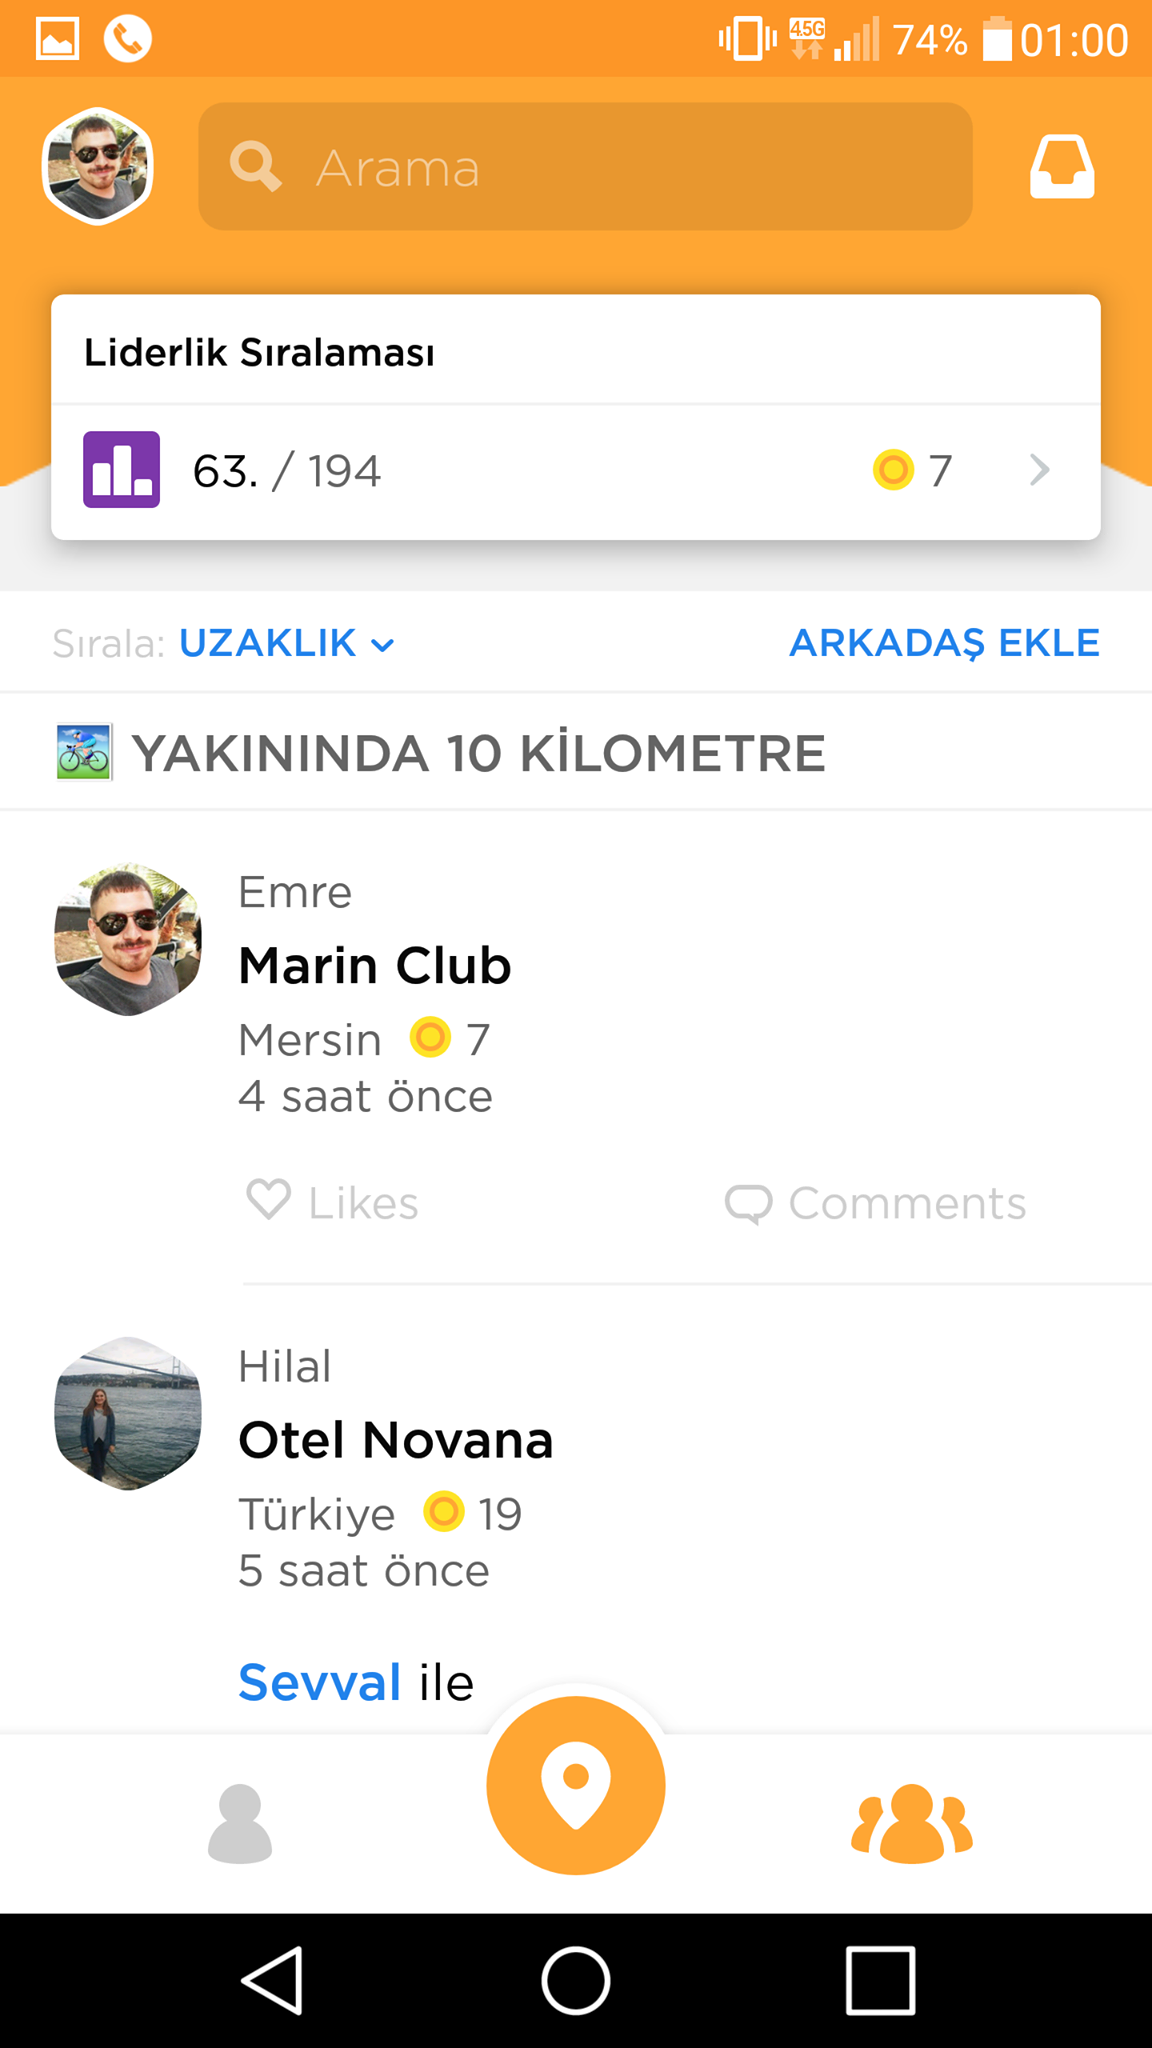 4.5G 74% 01:00
Arama
Liderlik Sıralaması
63. / 194 7
Sırala: UZAKLIK ARKADAŞ EKLE
YAKININDA 10 KİLOMETRE
Emre
Marin Club
Mersin 7
4 saat önce
Likes Comments
Hilal
Otel Novana
Türkiye 19
5 saat önce
Sevval ile